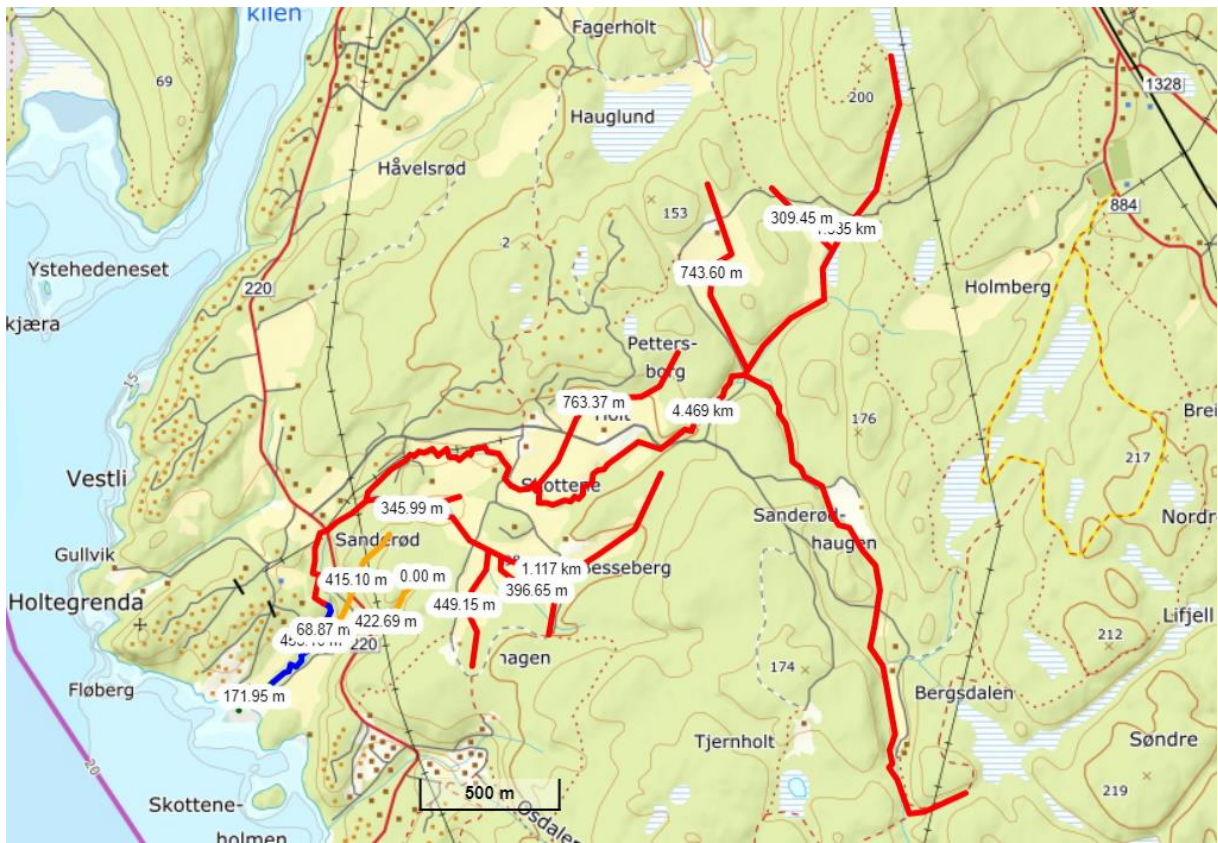 kilen
Fagerholt
69
1328
200
Hauglund
Håvelsrød
153
884
309.45 m
2
Ystehedeneset
743.60 m
220
Holmberg
kjæra
15
Petters-
borg
763.37 m
4.469 km
176
Brei
217
Vestli
Skottene
345.99 m
Sanderød-
haugen
Nordr
Sanderød
Gullvik
415.10 m
0.00 m
1.117 km
396.65 m
Holtegrenda
449.15 m
68.87 m
422.69 m
Lifjell
212
220
hagen
174
Fløberg
171.95 m
Bergsdalen
Tjernholt
Søndre
20
219
500 m
Skottene-
holmen
Osdalen